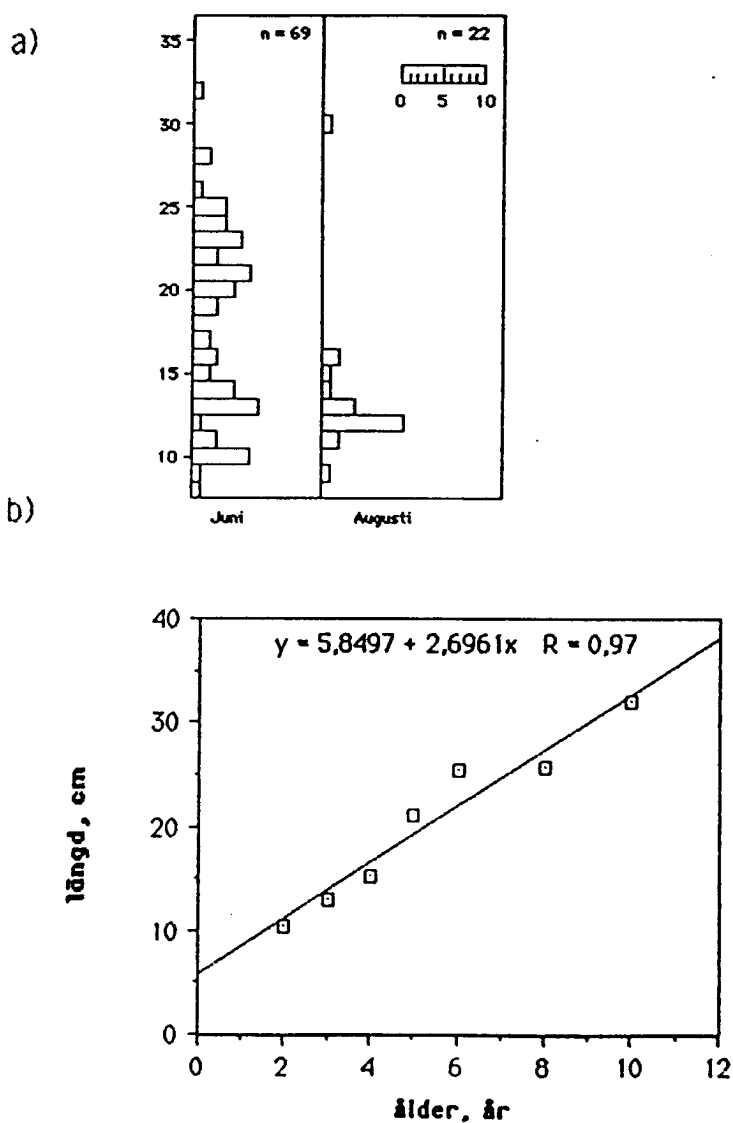 a)
n = 69
n = 22
35
30
25
20
15
10
0 5 10
Juni
Augusti
b)
y = 5,8497 + 2,6961x R = 0,97
40
30
20
10
0
längd, cm
0 2 4 6 8 10 12
ålder, år